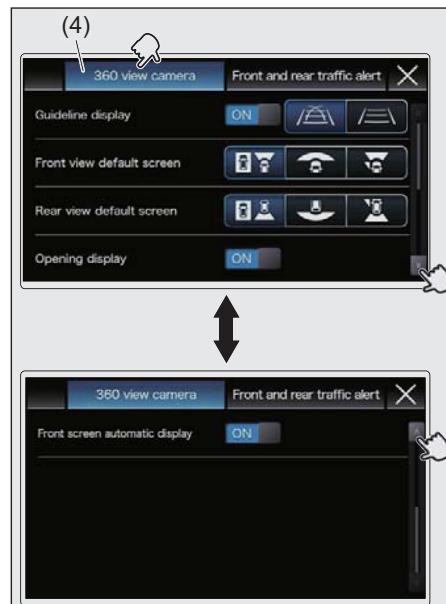 (4)
360 view camera Front and rear traffic alert
Guideline display ON
Front view default screen
Rear view default screen
Opening display ON
360 view camera Front and rear traffic alert
Front screen automatic display ON